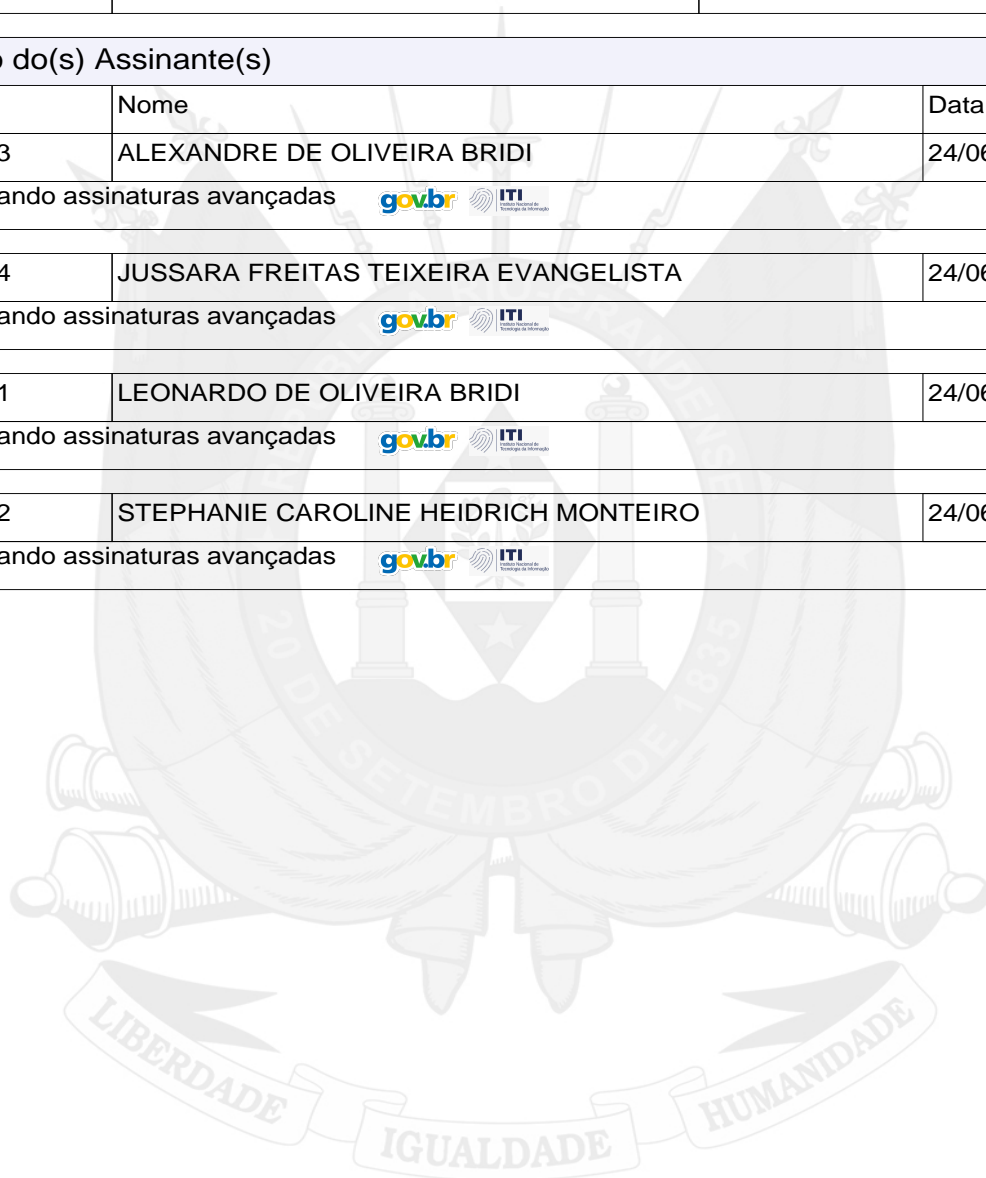 o do(s) Assinante(s)
Nome Data
3 ALEXANDRE DE OLIVEIRA BRIDI 24/06
ando assinaturas avançadas gov.br ITI
4 JUSSARA FREITAS TEIXEIRA EVANGELISTA 24/06
ando assinaturas avançadas gov.br ITI
1 LEONARDO DE OLIVEIRA BRIDI 24/06
ando assinaturas avançadas gov.br ITI
2 STEPHANIE CAROLINE HEIDRICH MONTEIRO 24/06
ando assinaturas avançadas gov.br ITI
REPÚBLICA RIO-GRANDENSE
20 DE SETEMBRO DE 1835
LIBERDADE IGUALDADE HUMANIDADE